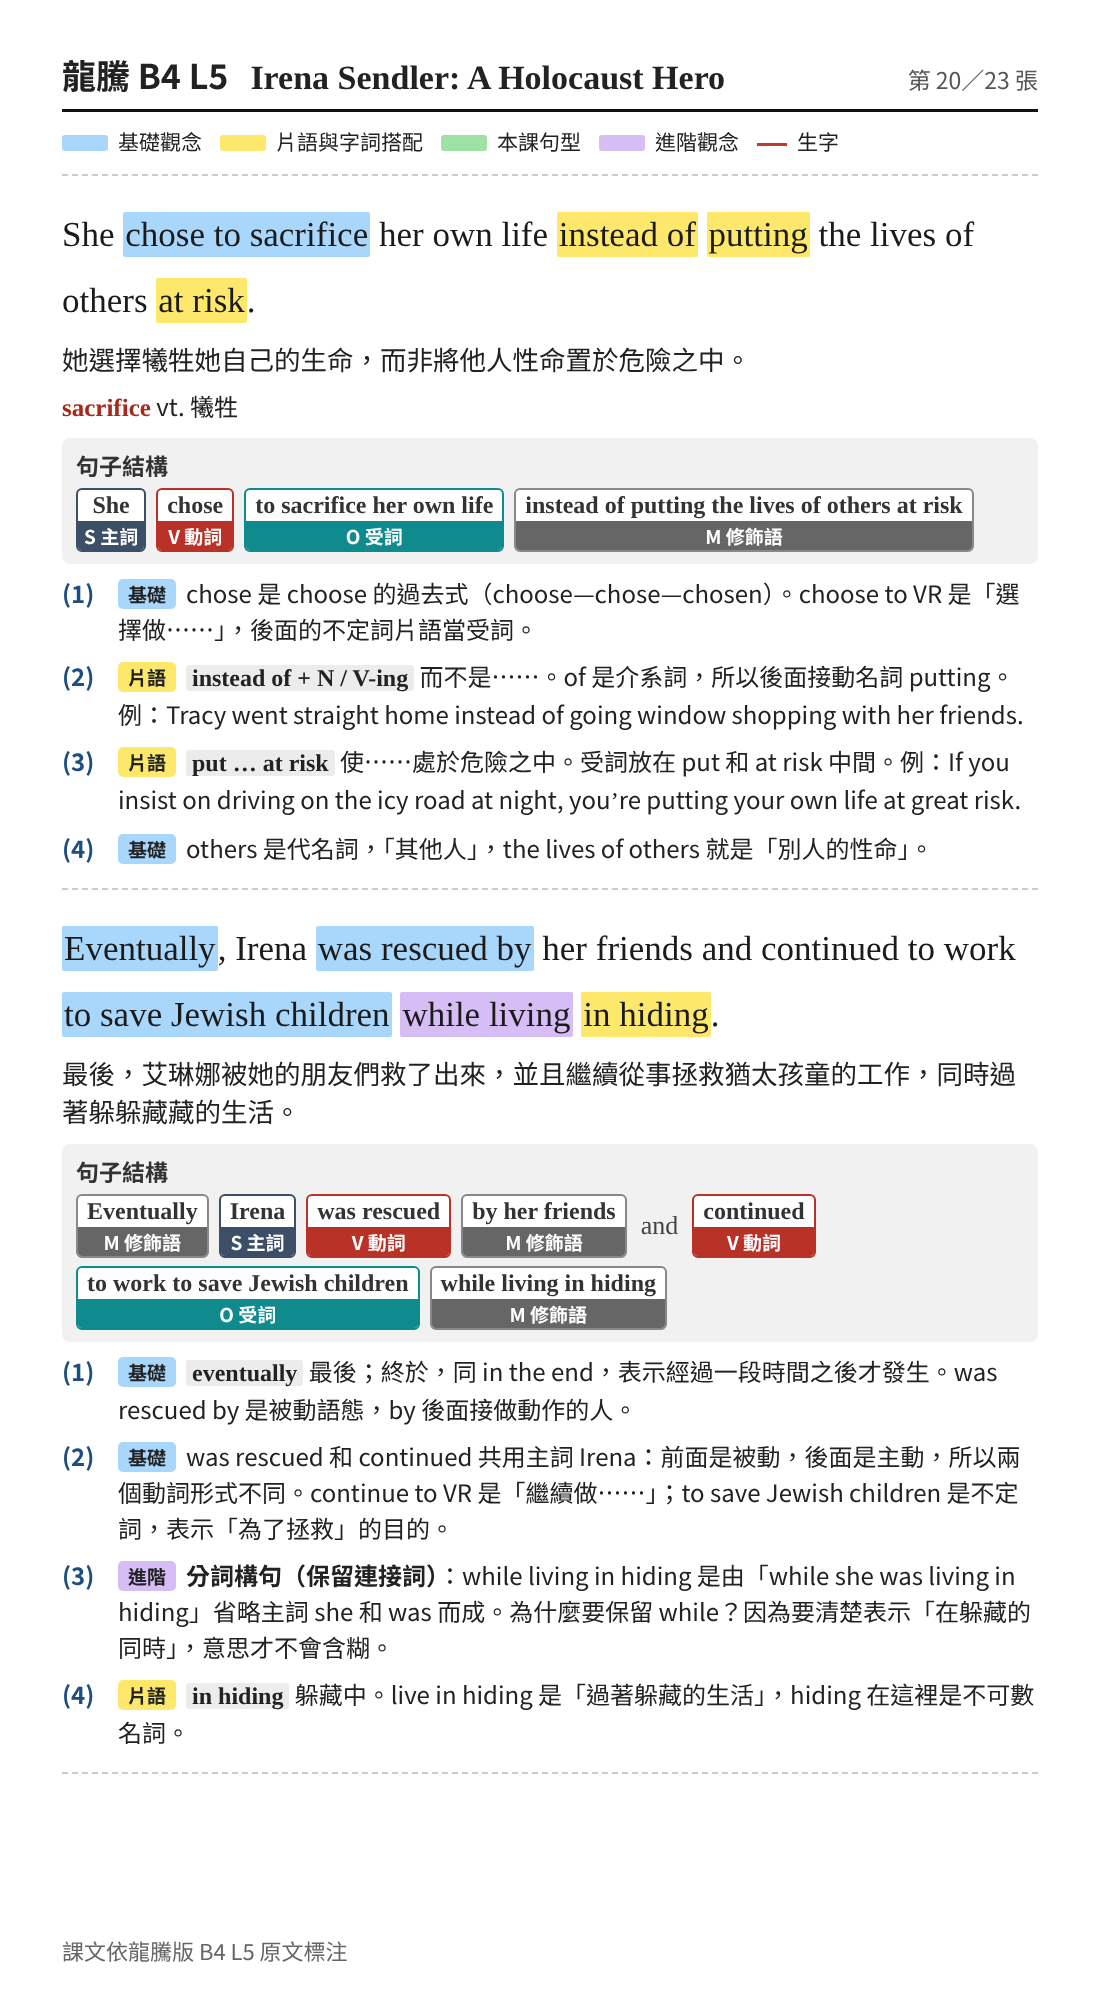 龍騰 B4 L5 Irena Sendler: A Holocaust Hero 第 20／23 張
基礎觀念 片語與字詞搭配 本課句型 進階觀念 生字
She chose to sacrifice her own life instead of putting the lives of
others at risk.
她選擇犧牲她自己的生命，而非將他人性命置於危險之中。
sacrifice vt. 犧牲
句子結構
She chose to sacrifice her own life instead of putting the lives of others at risk
S 主詞 V 動詞 O 受詞 M 修飾語
(1) 基礎 chose 是 choose 的過去式（choose—chose—chosen）。choose to VR 是「選
擇做……」，後面的不定詞片語當受詞。
(2) 片語 instead of + N / V-ing 而不是……。of 是介系詞，所以後面接動名詞 putting。
例：Tracy went straight home instead of going window shopping with her friends.
(3) 片語 put … at risk 使……處於危險之中。受詞放在 put 和 at risk 中間。例：If you
insist on driving on the icy road at night, you’re putting your own life at great risk.
(4) 基礎 others 是代名詞，「其他人」，the lives of others 就是「別人的性命」。
Eventually, Irena was rescued by her friends and continued to work
to save Jewish children while living in hiding.
最後，艾琳娜被她的朋友們救了出來，並且繼續從事拯救猶太孩童的工作，同時過
著躲躲藏藏的生活。
句子結構
Eventually Irena was rescued by her friends and continued
M 修飾語 S 主詞 V 動詞 M 修飾語 V 動詞
to work to save Jewish children while living in hiding
O 受詞 M 修飾語
(1) 基礎 eventually 最後；終於，同 in the end，表示經過一段時間之後才發生。was
rescued by 是被動語態，by 後面接做動作的人。
(2) 基礎 was rescued 和 continued 共用主詞 Irena：前面是被動，後面是主動，所以兩
個動詞形式不同。continue to VR 是「繼續做……」；to save Jewish children 是不定
詞，表示「為了拯救」的目的。
(3) 進階 分詞構句（保留連接詞）：while living in hiding 是由「while she was living in
hiding」省略主詞 she 和 was 而成。為什麼要保留 while？因為要清楚表示「在躲藏的
同時」，意思才不會含糊。
(4) 片語 in hiding 躲藏中。live in hiding 是「過著躲藏的生活」，hiding 在這裡是不可數
名詞。
課文依龍騰版 B4 L5 原文標注